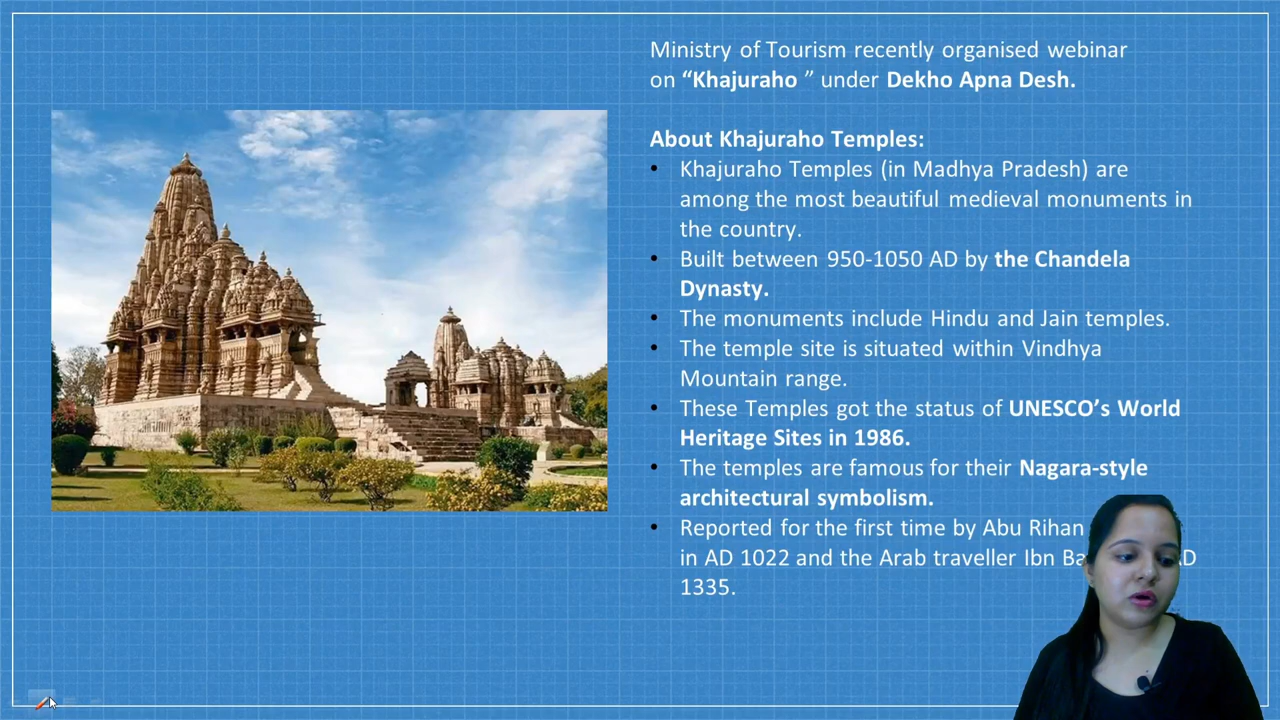 Ministry of Tourism recently organised webinar
on “Khajuraho ” under Dekho Apna Desh.
About Khajuraho Temples:
• Khajuraho Temples (in Madhya Pradesh) are
among the most beautiful medieval monuments in
the country.
• Built between 950-1050 AD by the Chandela
Dynasty.
• The monuments include Hindu and Jain temples.
• The temple site is situated within Vindhya
Mountain range.
• These Temples got the status of UNESCO’s World
Heritage Sites in 1986.
• The temples are famous for their Nagara-style
architectural symbolism.
• Reported for the first time by Abu Rihan
in AD 1022 and the Arab traveller Ibn
1335.